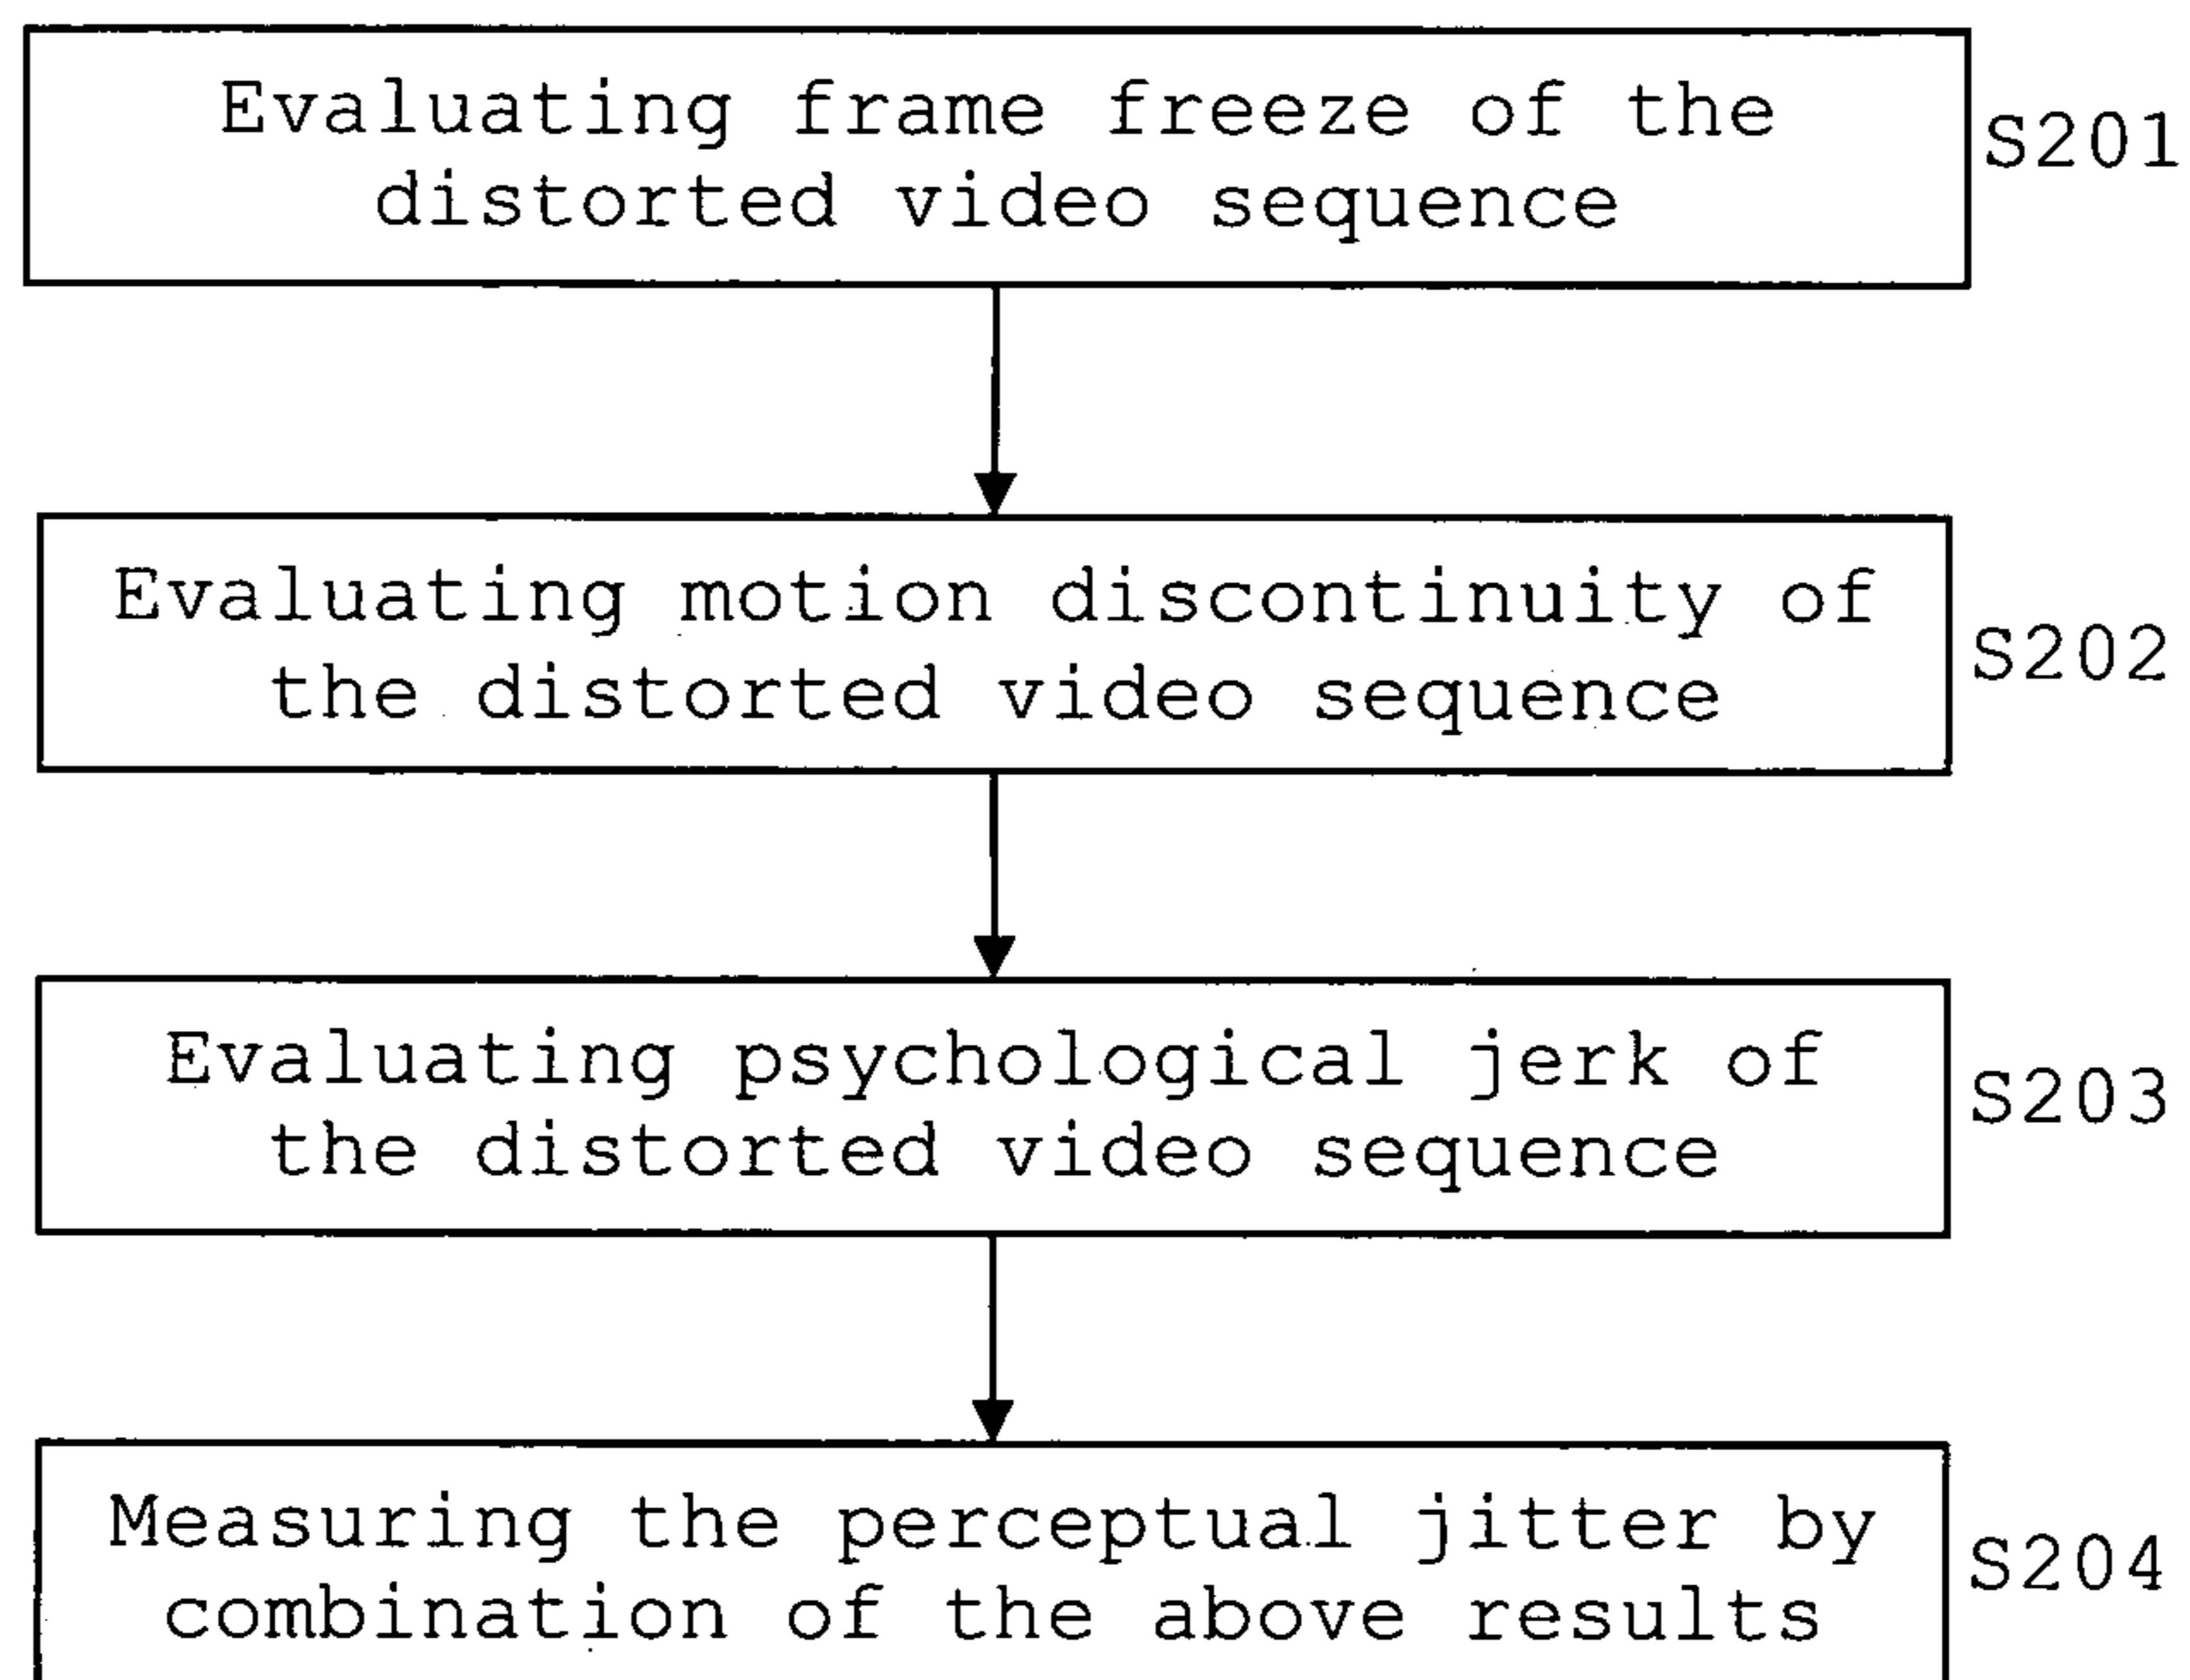 Evaluating frame freeze of the
distorted video sequence
S201
Evaluating motion discontinuity of
the distorted video sequence
S202
Evaluating psychological jerk of
the distorted video sequence
S203
Measuring the perceptual jitter by
combination of the above results
S204